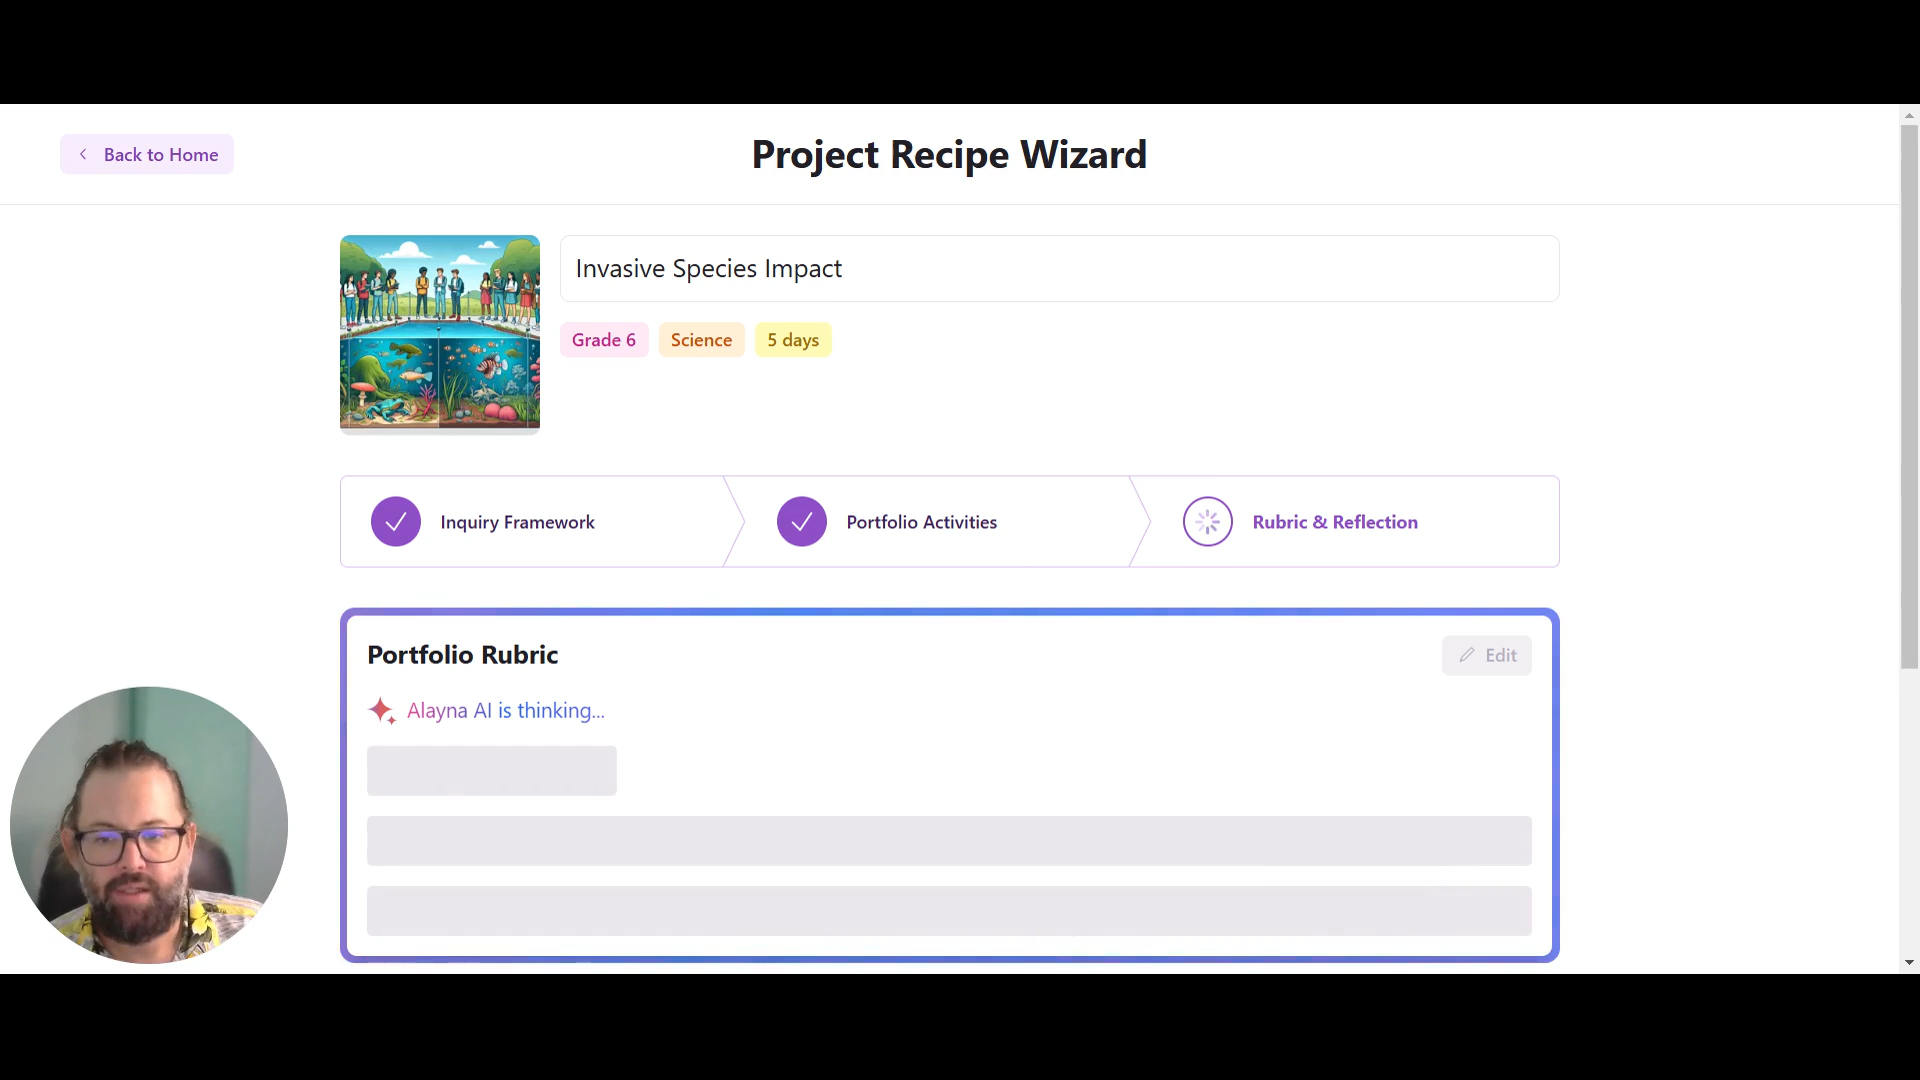 Back to Home
Project Recipe Wizard
Invasive Species Impact
Grade 6
Science
5 days
Inquiry Framework
Portfolio Activities
Rubric & Reflection
Portfolio Rubric
Edit
Alayna AI is thinking...